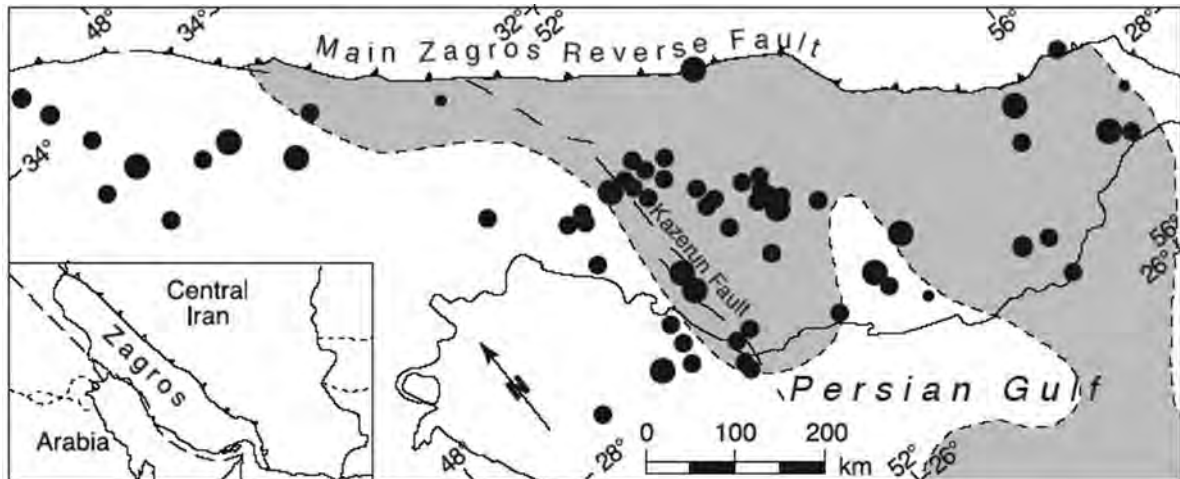 48°
34°
32°
52°
56°
28°
Main Zagros Reverse Fault
34°
Kazerun Fault
56°
26°
Central
Iran
Zagros
Arabia
N
Persian Gulf
0 100 200
km
48°
28°
52°
26°